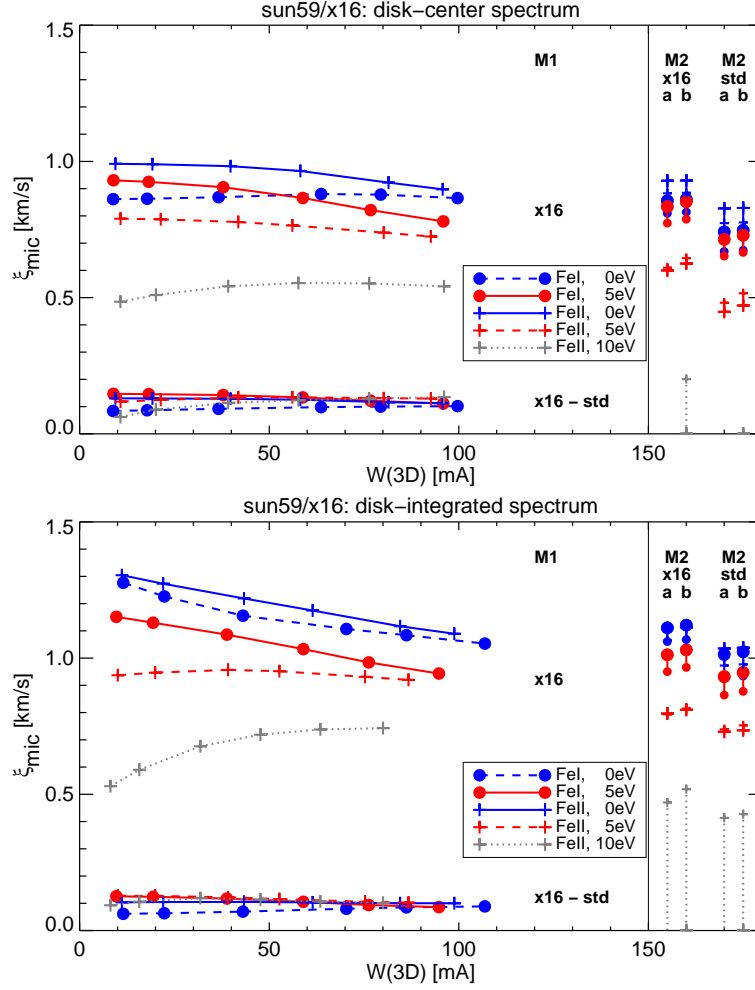 sun59/x16: disk−center spectrum
1.5
1.0
0.5
0.0
ξmic [km/s]
M1
M2 M2
x16 std
a b a b
x16
FeI, 0eV
FeI, 5eV
FeII, 0eV
FeII, 5eV
FeII, 10eV
x16 − std
0 50 100 150
W(3D) [mA]
sun59/x16: disk−integrated spectrum
1.5
1.0
0.5
0.0
ξmic [km/s]
M1
M2 M2
x16 std
a b a b
x16
FeI, 0eV
FeI, 5eV
FeII, 0eV
FeII, 5eV
FeII, 10eV
x16 − std
0 50 100 150
W(3D) [mA]